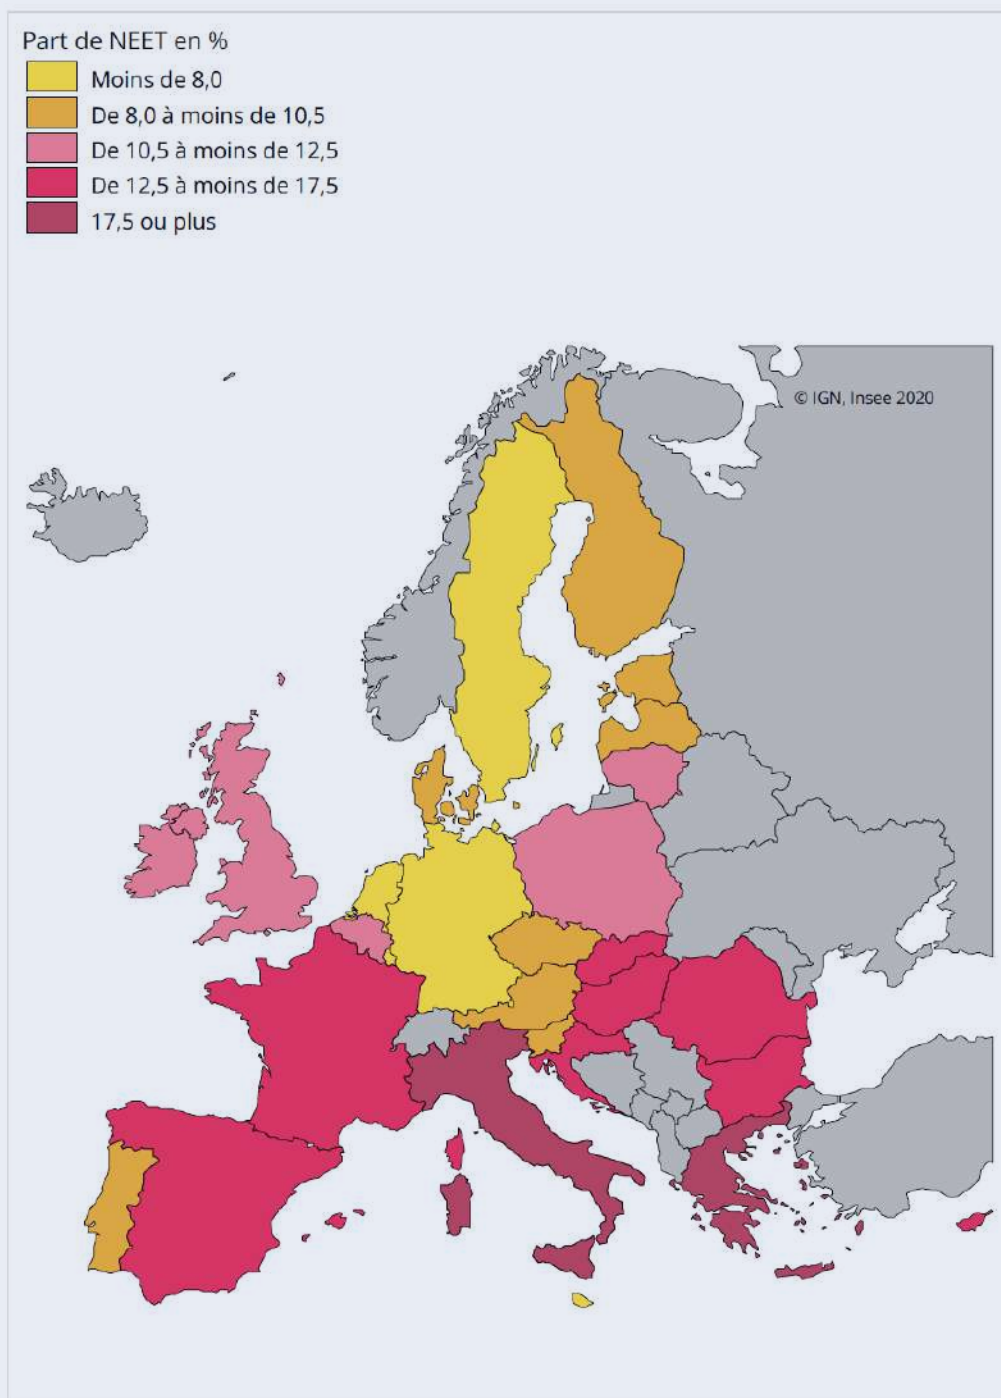 Part de NEET en %
Moins de 8,0
De 8,0 à moins de 10,5
De 10,5 à moins de 12,5
De 12,5 à moins de 17,5
17,5 ou plus
© IGN, Insee 2020